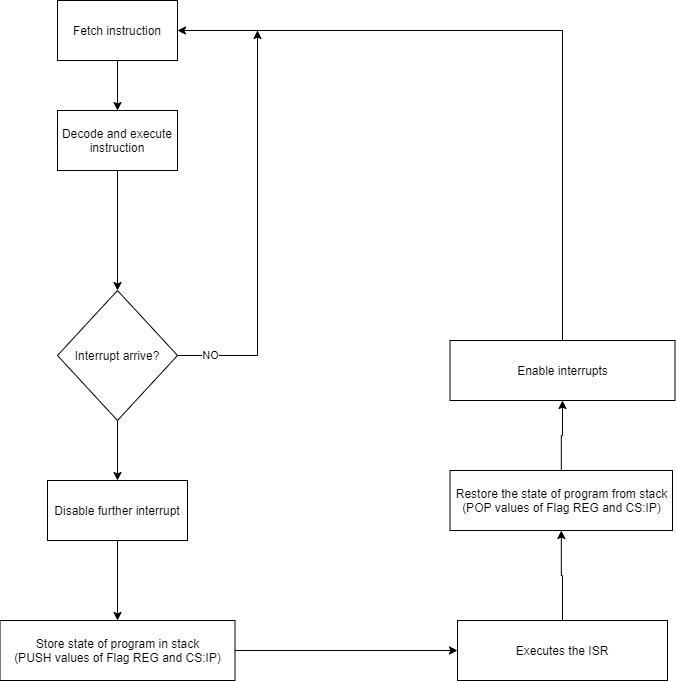 Fetch instruction
Decode and execute
instruction
Interrupt arrive?
NO
Disable further interrupt
Store state of program in stack
(PUSH values of Flag REG and CS:IP)
Executes the ISR
Restore the state of program from stack
(POP values of Flag REG and CS:IP)
Enable interrupts